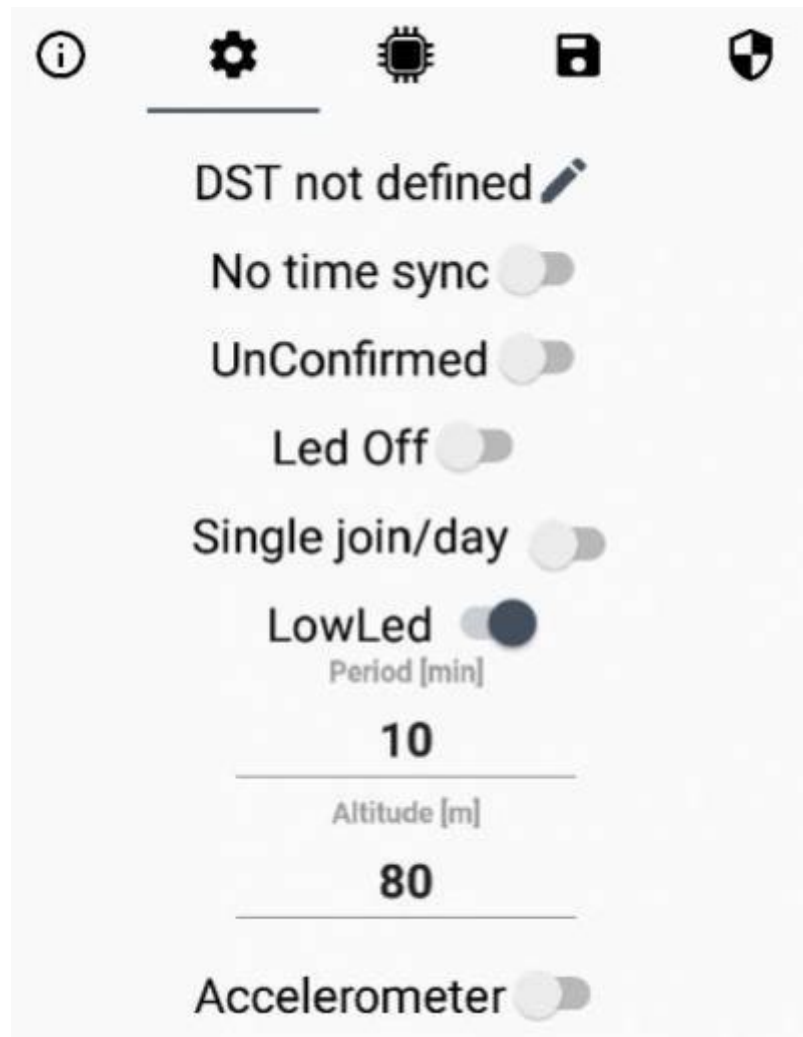 DST not defined
No time sync
UnConfirmed
Led Off
Single join/day
LowLed
Period [min]
10
Altitude [m]
80
Accelerometer